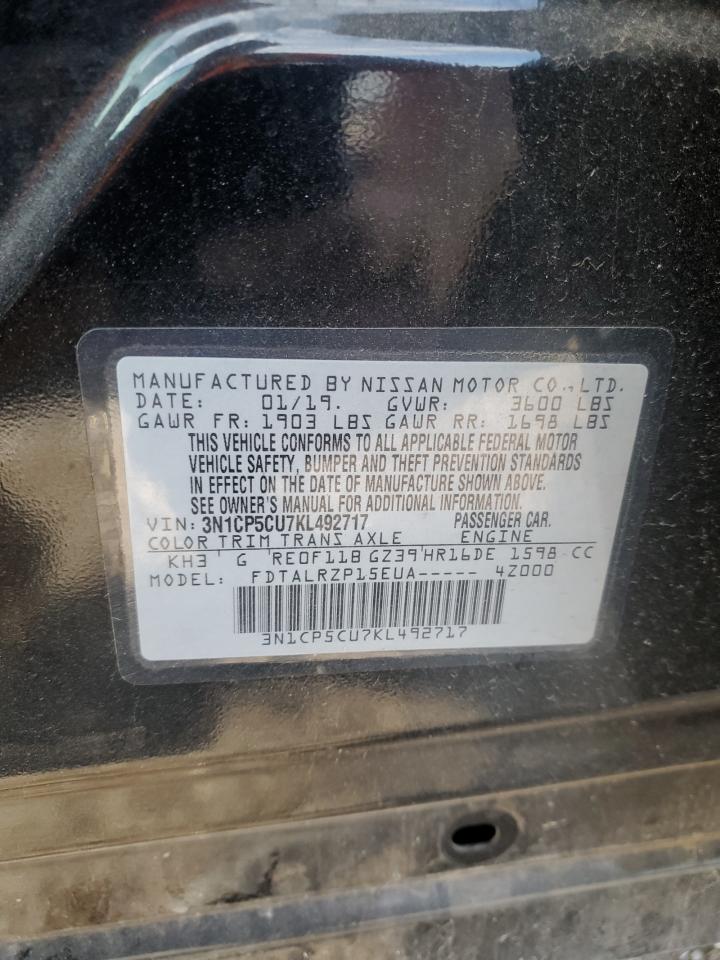 MANUFACTURED BY NISSAN MOTOR CO.,LTD.
DATE: 01/19. GVWR: 3600 LBS
GAWR FR: 1903 LBS GAWR RR: 1698 LBS
THIS VEHICLE CONFORMS TO ALL APPLICABLE FEDERAL MOTOR
VEHICLE SAFETY, BUMPER AND THEFT PREVENTION STANDARDS
IN EFFECT ON THE DATE OF MANUFACTURE SHOWN ABOVE.
SEE OWNER'S MANUAL FOR ADDITIONAL INFORMATION.
VIN: 3N1CP5CU7KL492717 PASSENGER CAR.
COLOR TRIM TRANS AXLE ENGINE
KH3 G RE0F11B GZ39 HR16DE 1598 CC
MODEL: FDTALRZP15EUA----- 4Z000
3N1CP5CU7KL492717